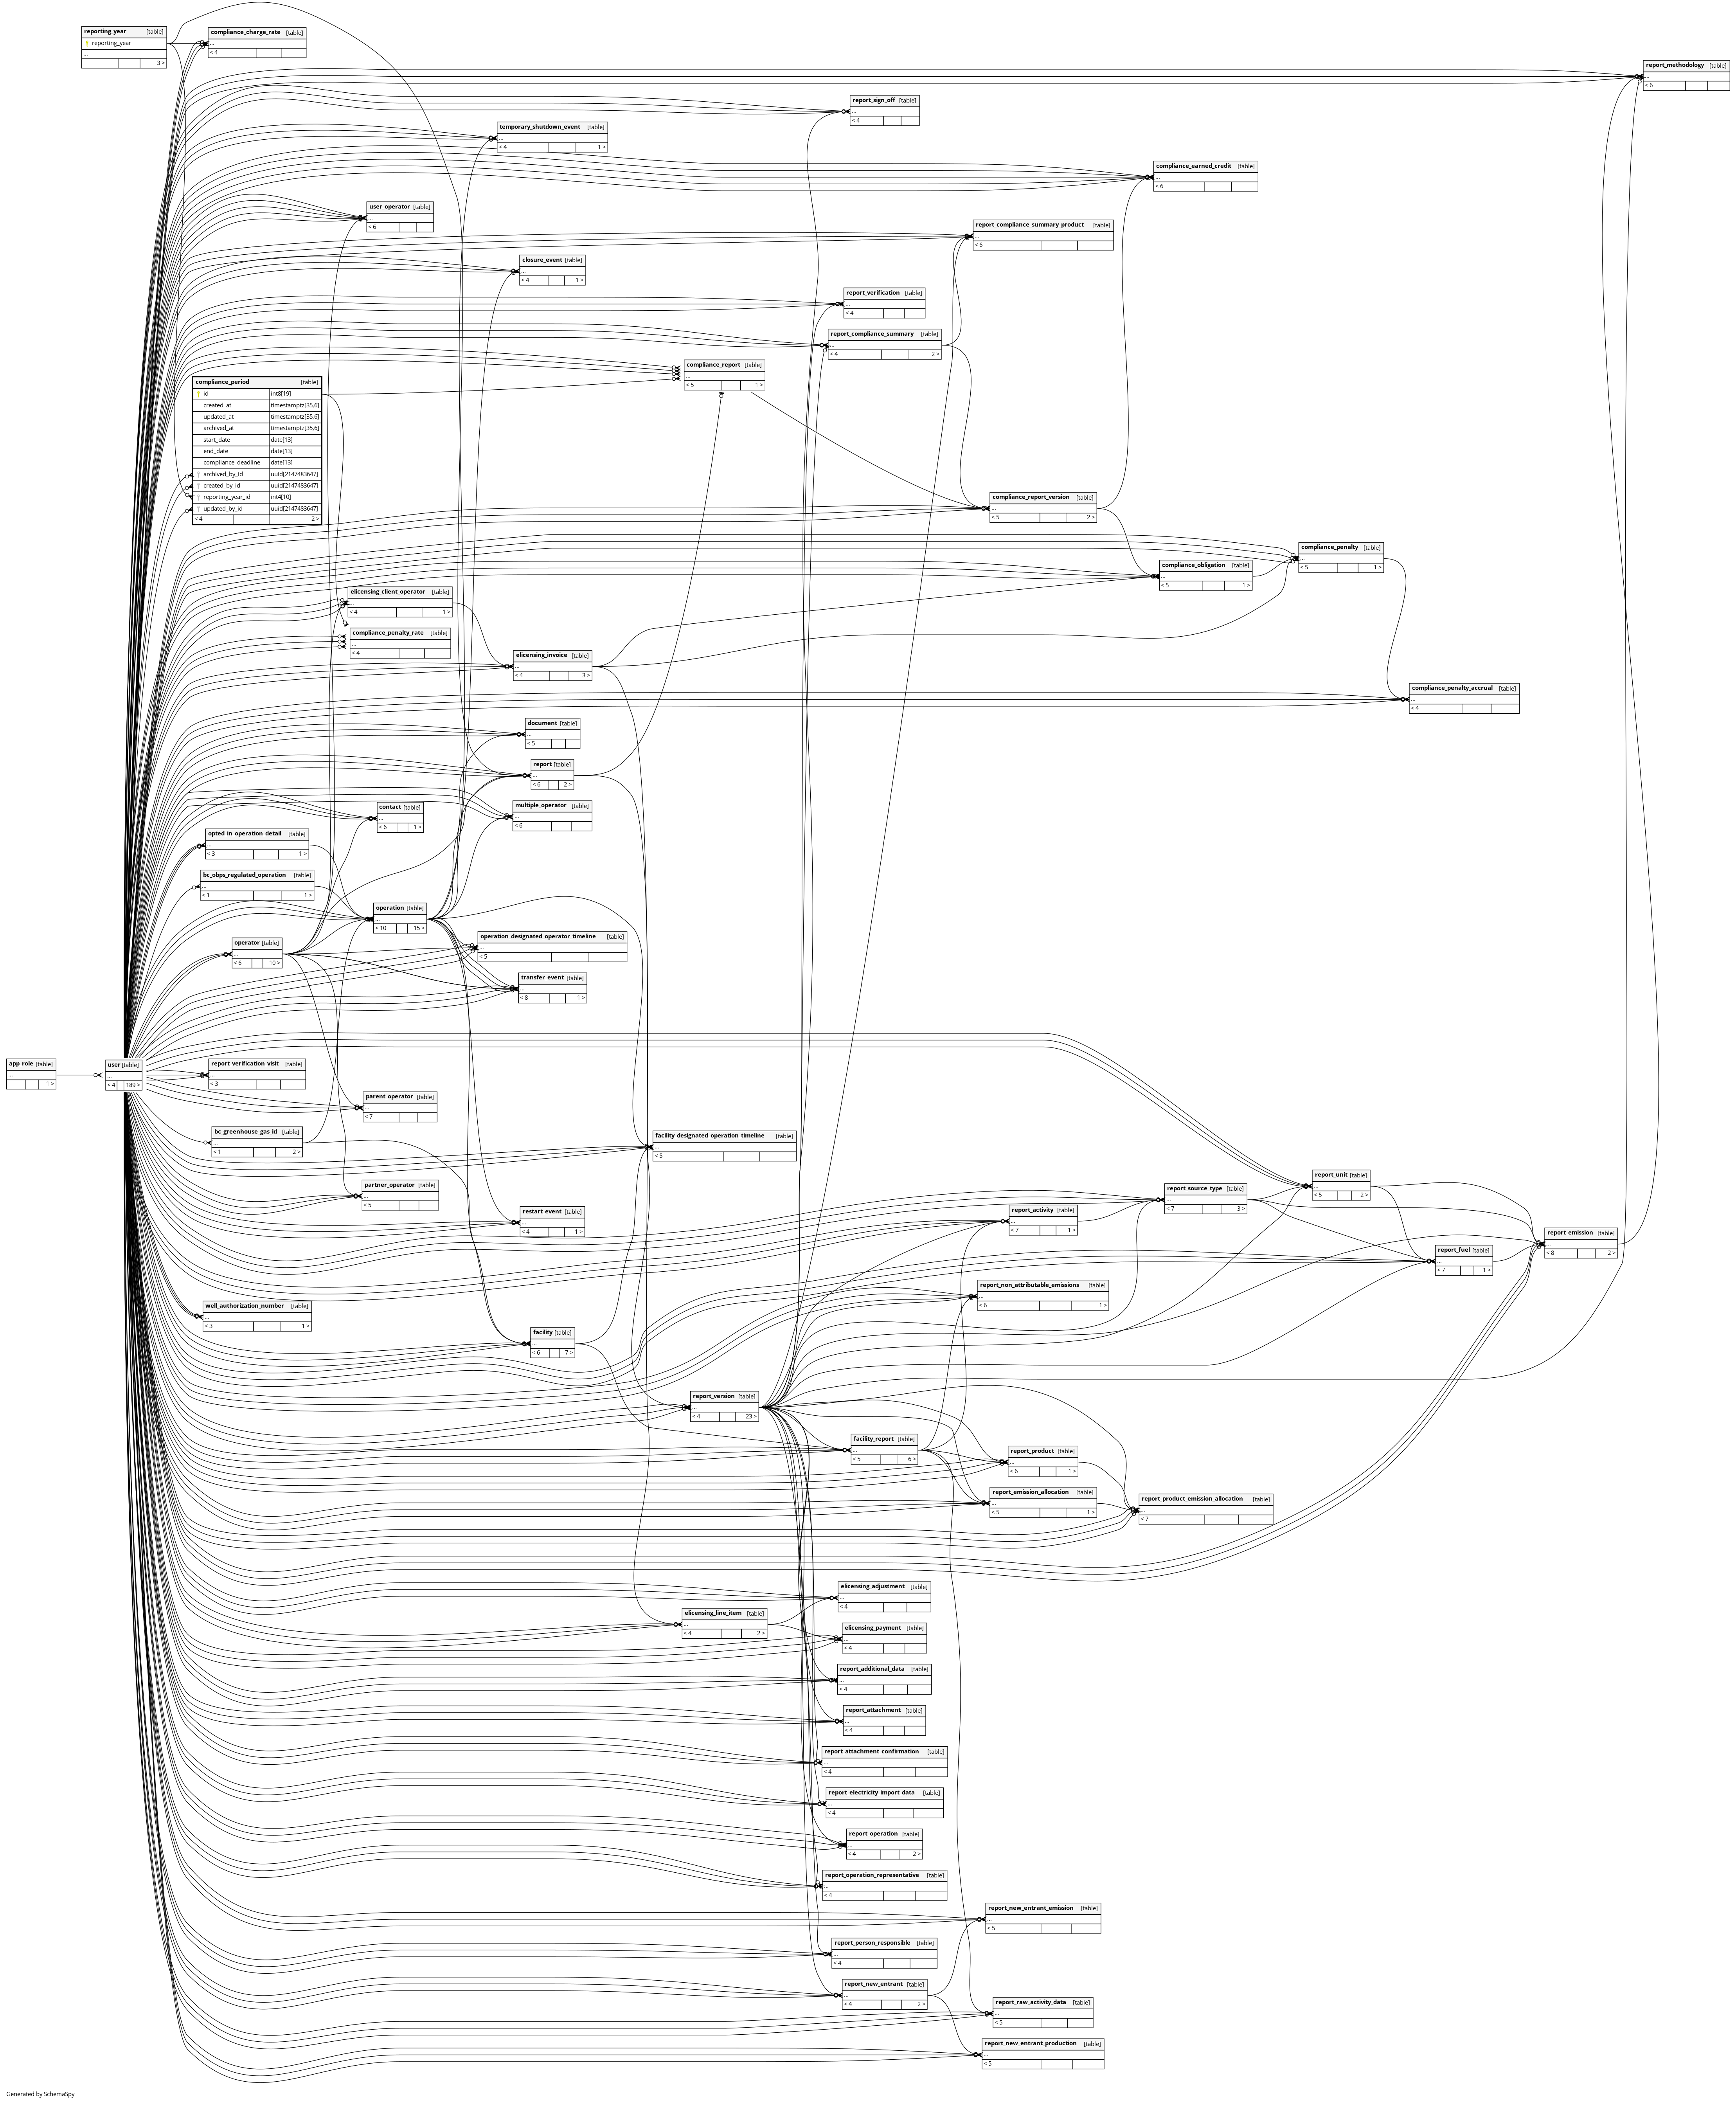 reporting_year [table]
reporting_year
...
3 >
compliance_charge_rate [table]
...
< 4
report_methodology [table]
...
< 6
report_sign_off [table]
...
< 4
temporary_shutdown_event [table]
...
< 4 1 >
compliance_earned_credit [table]
...
< 6
user_operator [table]
...
< 6
report_compliance_summary_product [table]
...
< 6
closure_event [table]
...
< 4 1 >
report_verification [table]
...
< 4
report_compliance_summary [table]
...
< 4 2 >
compliance_report [table]
...
< 5 1 >
compliance_period [table]
id int8[19]
created_at timestamptz[35,6]
updated_at timestamptz[35,6]
archived_at timestamptz[35,6]
start_date date[13]
end_date date[13]
compliance_deadline date[13]
archived_by_id uuid[2147483647]
created_by_id uuid[2147483647]
reporting_year_id int4[10]
updated_by_id uuid[2147483647]
< 4 2 >
compliance_report_version [table]
...
< 5 2 >
compliance_penalty [table]
...
< 5 1 >
compliance_obligation [table]
...
< 5 1 >
elicensing_client_operator [table]
...
< 4 1 >
compliance_penalty_rate [table]
...
< 4
elicensing_invoice [table]
...
< 4 3 >
compliance_penalty_accrual [table]
...
< 4
document [table]
...
< 5
report [table]
...
< 6 2 >
contact [table]
...
< 6 1 >
multiple_operator [table]
...
< 6
opted_in_operation_detail [table]
...
< 3 1 >
bc_obps_regulated_operation [table]
...
< 1 1 >
operation [table]
...
< 10 15 >
operator [table]
...
< 6 10 >
operation_designated_operator_timeline [table]
...
< 5
transfer_event [table]
...
< 8 1 >
app_role [table]
...
1 >
user [table]
...
< 4 189 >
report_verification_visit [table]
...
< 3
parent_operator [table]
...
< 7
bc_greenhouse_gas_id [table]
...
< 1 2 >
facility_designated_operation_timeline [table]
...
< 5
partner_operator [table]
...
< 5
restart_event [table]
...
< 4 1 >
report_unit [table]
...
< 5 2 >
report_source_type [table]
...
< 7 3 >
report_activity [table]
...
< 7 1 >
report_emission [table]
...
< 8 2 >
report_fuel [table]
...
< 7 1 >
report_non_attributable_emissions [table]
...
< 6 1 >
well_authorization_number [table]
...
< 3 1 >
facility [table]
...
< 6 7 >
report_version [table]
...
< 4 23 >
facility_report [table]
...
< 5 6 >
report_product [table]
...
< 6 1 >
report_emission_allocation [table]
...
< 5 1 >
report_product_emission_allocation [table]
...
< 7
elicensing_adjustment [table]
...
< 4
elicensing_line_item [table]
...
< 4 2 >
elicensing_payment [table]
...
< 4
report_additional_data [table]
...
< 4
report_attachment [table]
...
< 4
report_attachment_confirmation [table]
...
< 4
report_electricity_import_data [table]
...
< 4
report_operation [table]
...
< 4 2 >
report_operation_representative [table]
...
< 4
report_new_entrant_emission [table]
...
< 5
report_person_responsible [table]
...
< 4
report_new_entrant [table]
...
< 4 2 >
report_raw_activity_data [table]
...
< 5
report_new_entrant_production [table]
...
< 5
Generated by SchemaSpy